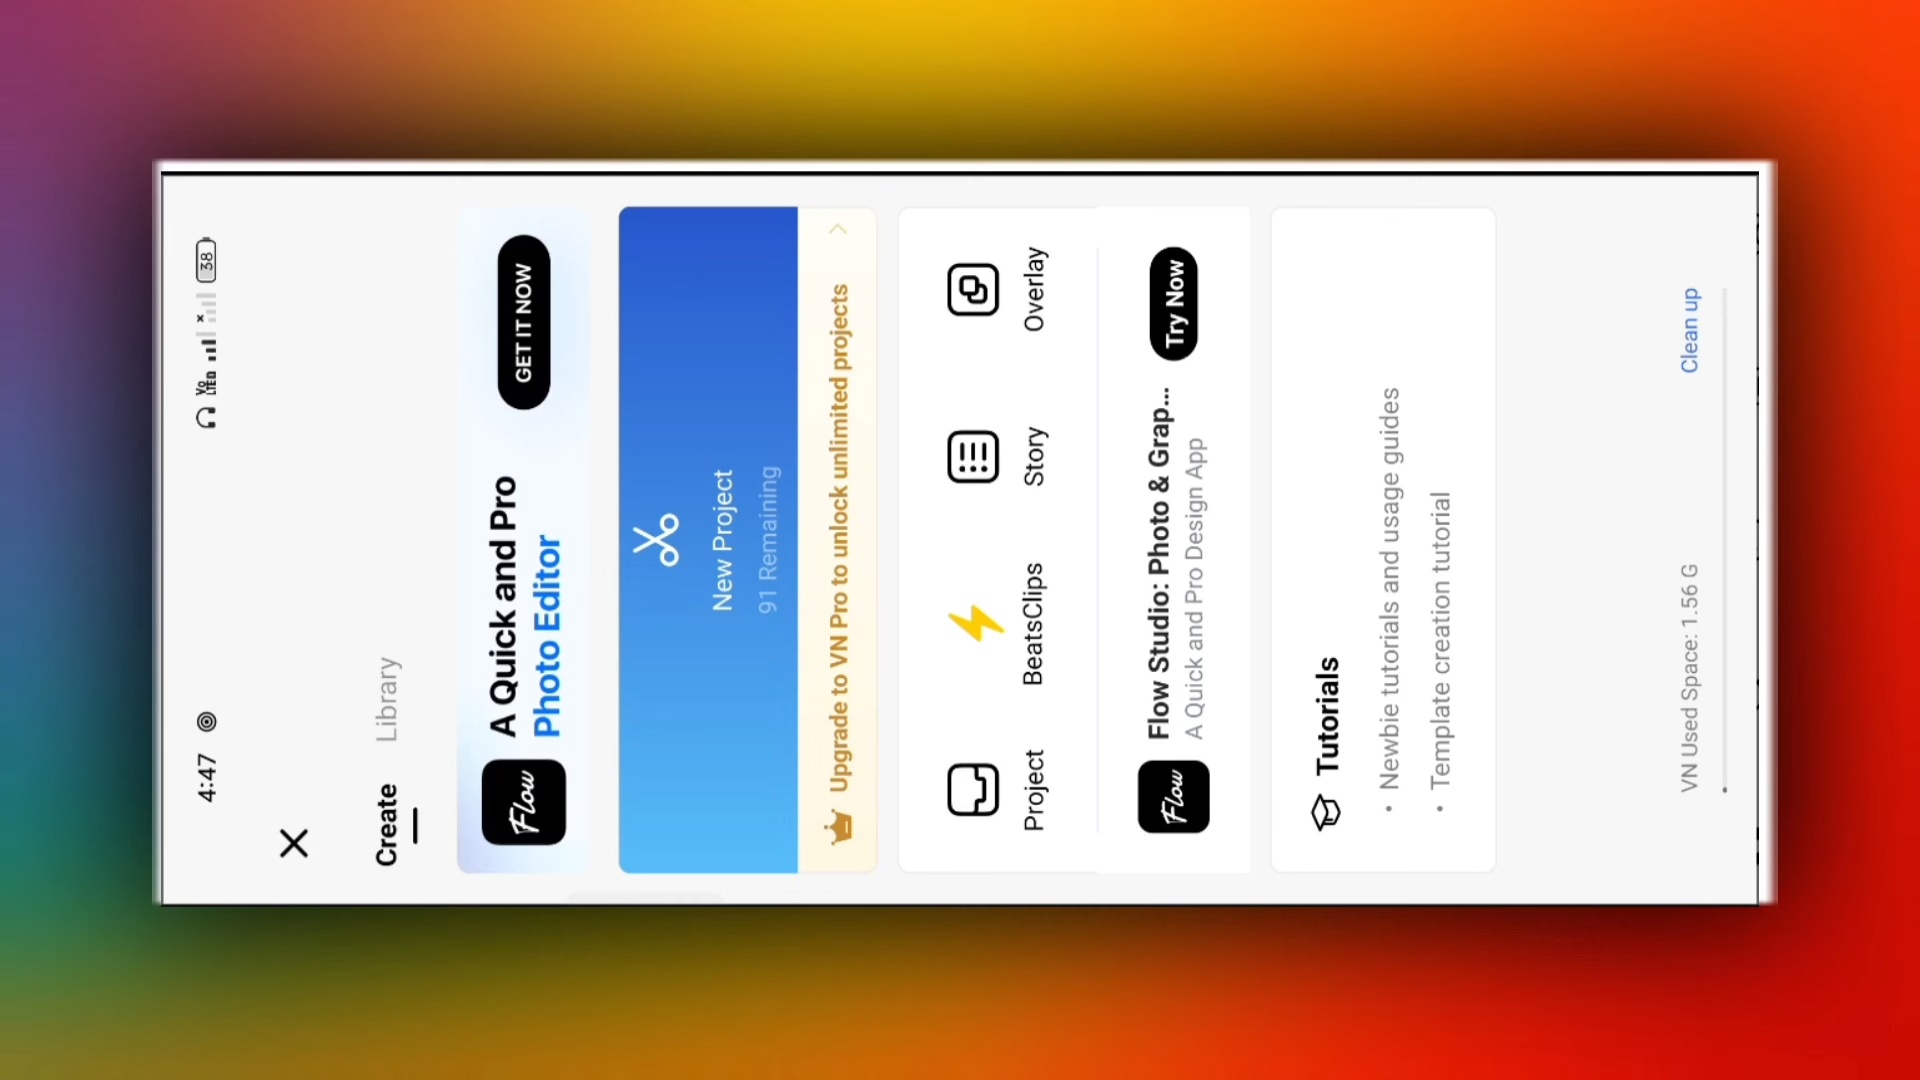 4:47
Vo
LTED
x
38
Create Library
Flow
A Quick and Pro
Photo Editor
GET IT NOW
New Project
91 Remaining
Upgrade to VN Pro to unlock unlimited projects
Project BeatsClips Story Overlay
Flow
Flow Studio: Photo & Grap...
A Quick and Pro Design App
Try Now
Tutorials
• Newbie tutorials and usage guides
• Template creation tutorial
VN Used Space: 1.56 G Clean up